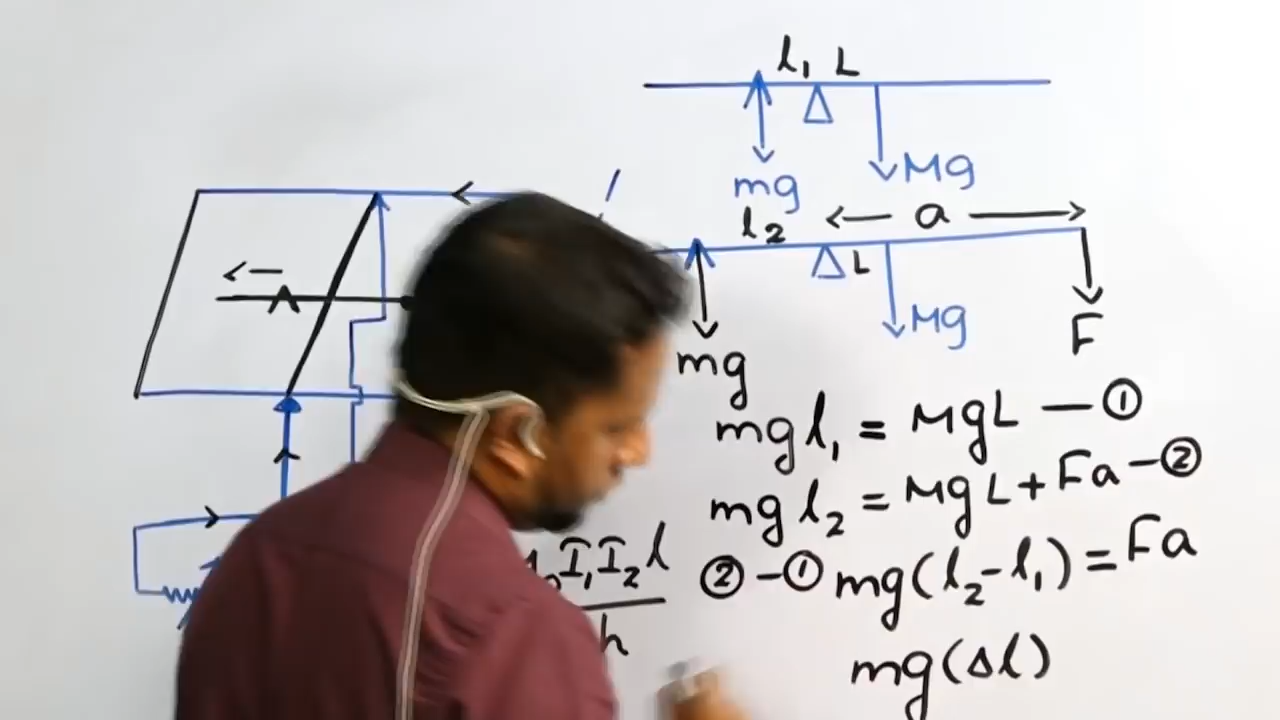 l₁ L
mg
Mg
l₂
a
L
Mg
F
mg
mgl₁ = MgL — ①
mgl₂ = MgL + Fa — ②
② - ① mg(l₂-l₁) = Fa
I₁I₂l
h
mg(Δl)